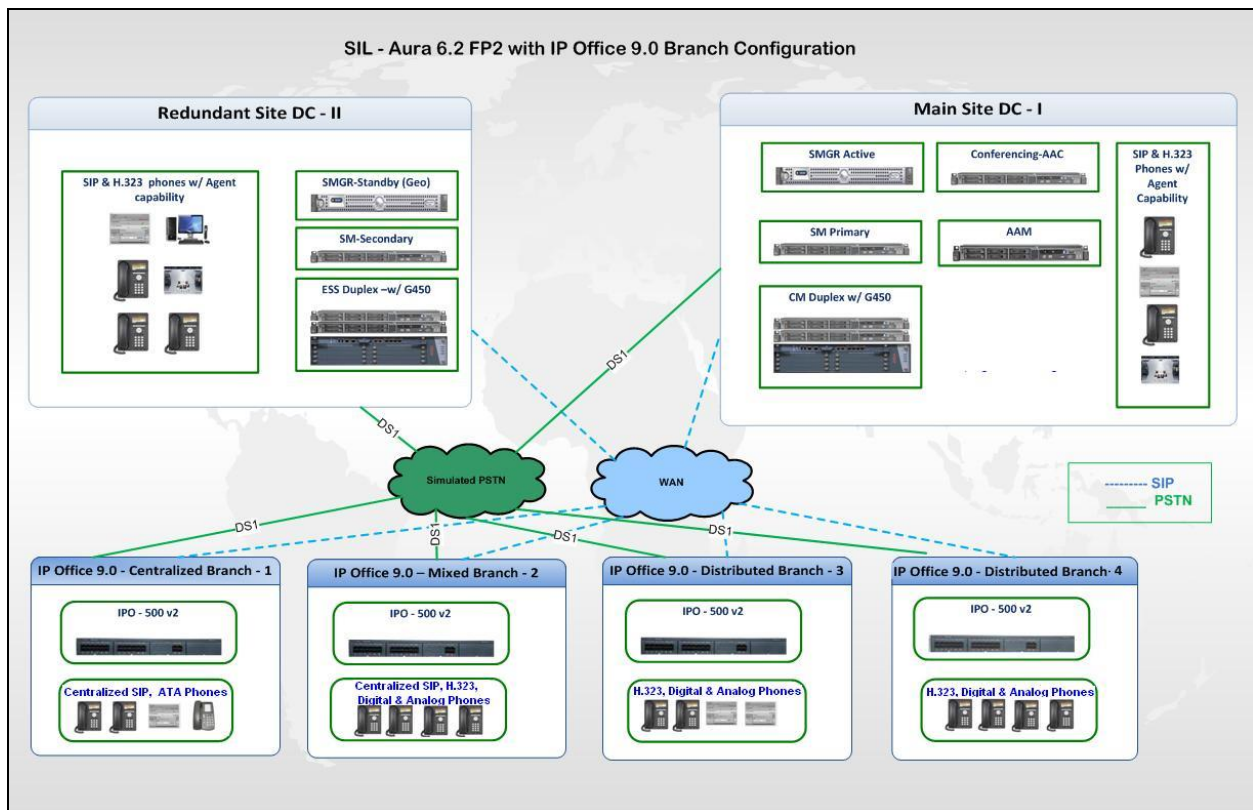 SIL - Aura 6.2 FP2 with IP Office 9.0 Branch Configuration
Redundant Site DC - II
SIP & H.323 phones w/ Agent
capability
SMGR-Standby (Geo)
SM-Secondary
ESS Duplex –w/ G450
Main Site DC - I
SMGR Active
Conferencing-AAC
SIP & H.323
Phones w/
Agent
Capability
SM Primary
AAM
CM Duplex w/ G450
DS1
DS1
Simulated PSTN
WAN
--------- SIP
_____ PSTN
DS1
DS1
DS1
DS1
IP Office 9.0 - Centralized Branch - 1
IPO - 500 v2
Centralized SIP, ATA Phones
IP Office 9.0 – Mixed Branch - 2
IPO - 500 v2
Centralized SIP, H.323,
Digital & Analog Phones
IP Office 9.0 - Distributed Branch - 3
IPO - 500 v2
H.323, Digital & Analog Phones
IP Office 9.0 - Distributed Branch- 4
IPO - 500 v2
H.323, Digital & Analog Phones